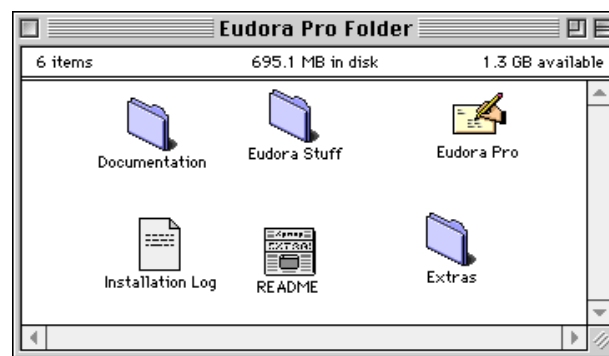 Eudora Pro Folder
6 items 695.1 MB in disk 1.3 GB available
Documentation Eudora Stuff Eudora Pro
EXTRA!
Installation Log README Extras